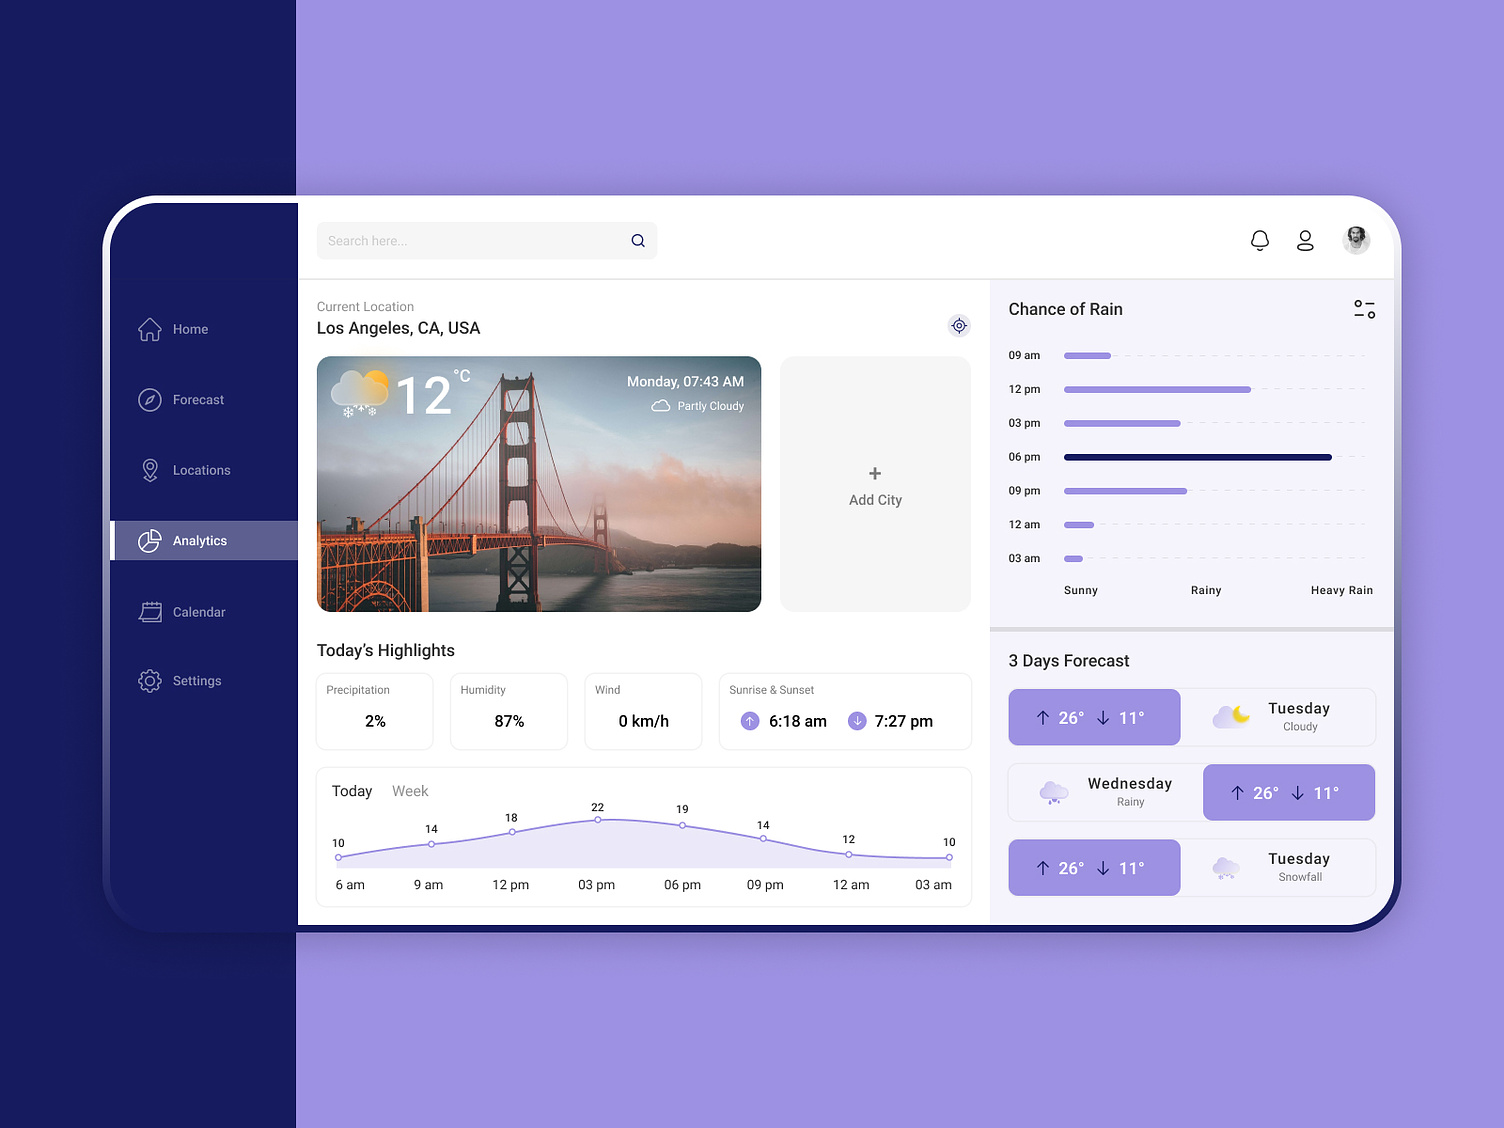 Search here...
Home
Forecast
Locations
Analytics
Calendar
Settings
Current Location
Los Angeles, CA, USA
12 °C
Monday, 07:43 AM
Partly Cloudy
+
Add City
Today's Highlights
Precipitation
2%
Humidity
87%
Wind
0 km/h
Sunrise & Sunset
6:18 am 7:27 pm
Today Week
10 14 18 22 19 14 12 10
6 am 9 am 12 pm 03 pm 06 pm 09 pm 12 am 03 am
Chance of Rain
09 am
12 pm
03 pm
06 pm
09 pm
12 am
03 am
Sunny Rainy Heavy Rain
3 Days Forecast
↑ 26° ↓ 11°
Tuesday
Cloudy
Wednesday
Rainy
↑ 26° ↓ 11°
↑ 26° ↓ 11°
Tuesday
Snowfall